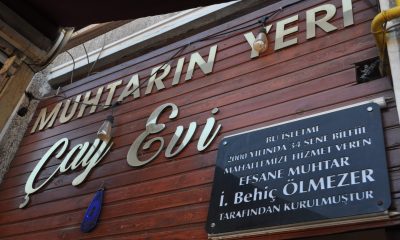 MUHTARIN YERİ
Çay Evi
BU İŞLETME
2000 YILINDA 34 SENE BİLFİİL
MAHALLEMİZE HİZMET VEREN
EFSANE MUHTAR
İ. Behiç ÖLMEZER
TARAFINDAN KURULMUŞTUR